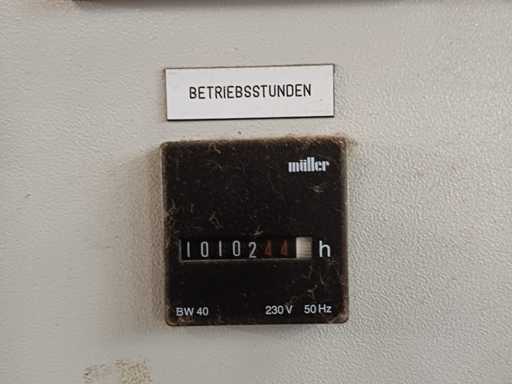 BETRIEBSSTUNDEN
müller
1010244 h
BW 40 230 V 50 Hz